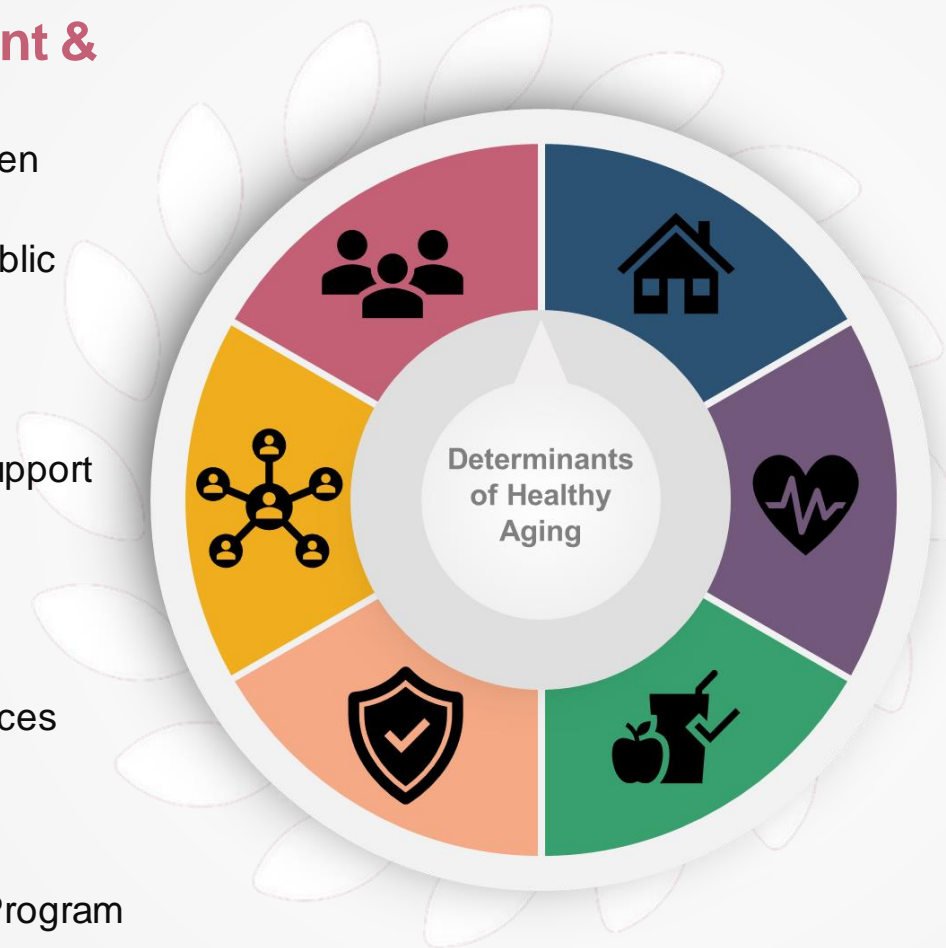 nt &
en
blic
upport
ces
Program
Determinants
of Healthy
Aging